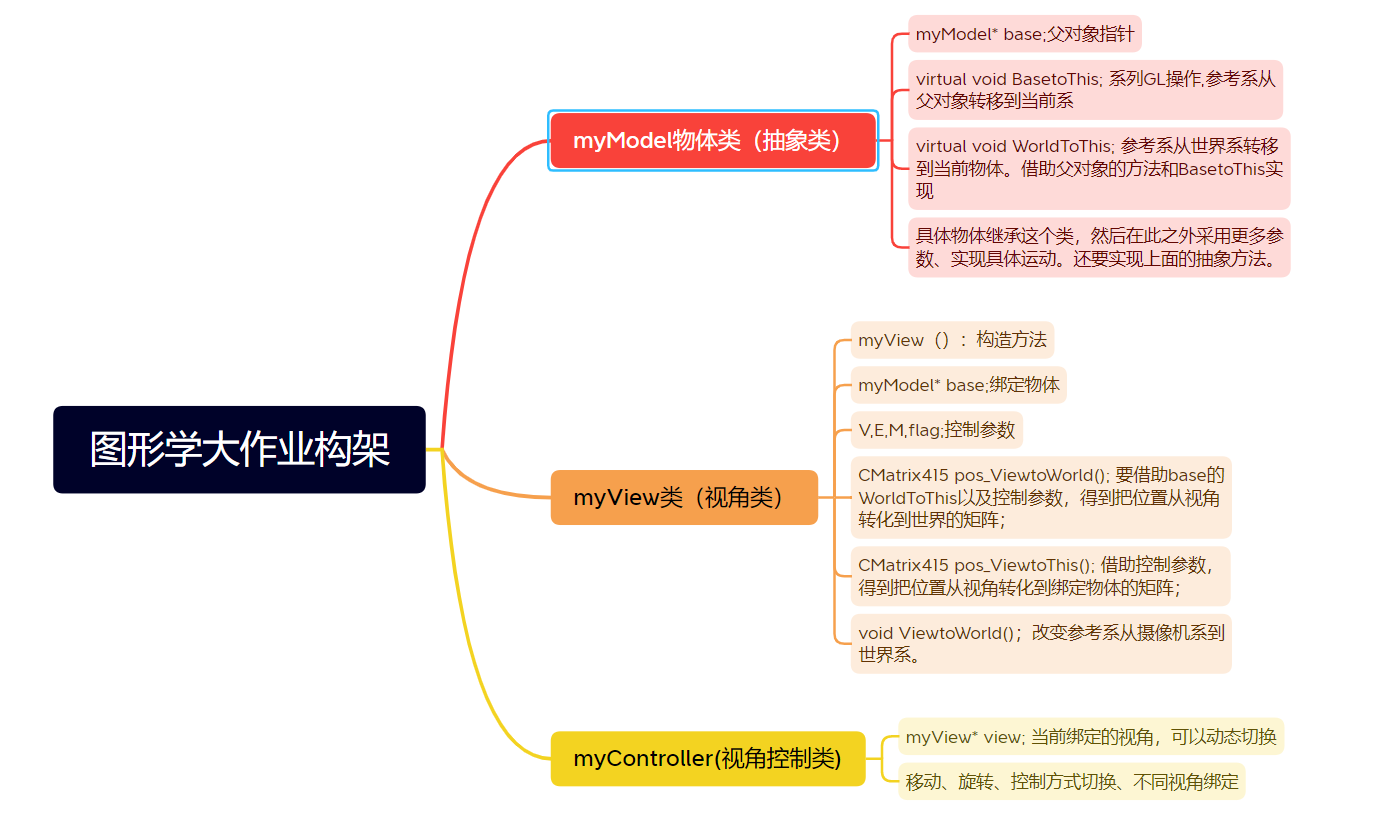 图形学大作业构架
myModel物体类（抽象类）
myModel* base;父对象指针
virtual void BasetoThis; 系列GL操作,参考系从
父对象转移到当前系
virtual void WorldToThis; 参考系从世界系转移
到当前物体。借助父对象的方法和BasetoThis实
现
具体物体继承这个类，然后在此之外采用更多参
数、实现具体运动。还要实现上面的抽象方法。
myView类（视角类）
myView（）：构造方法
myModel* base;绑定物体
V,E,M,flag;控制参数
CMatrix415 pos_ViewtoWorld(); 要借助base的
WorldToThis以及控制参数，得到把位置从视角
转化到世界的矩阵；
CMatrix415 pos_ViewtoThis(); 借助控制参数，
得到把位置从视角转化到绑定物体的矩阵；
void ViewtoWorld()；改变参考系从摄像机系到
世界系。
myController(视角控制类)
myView* view; 当前绑定的视角，可以动态切换
移动、旋转、控制方式切换、不同视角绑定